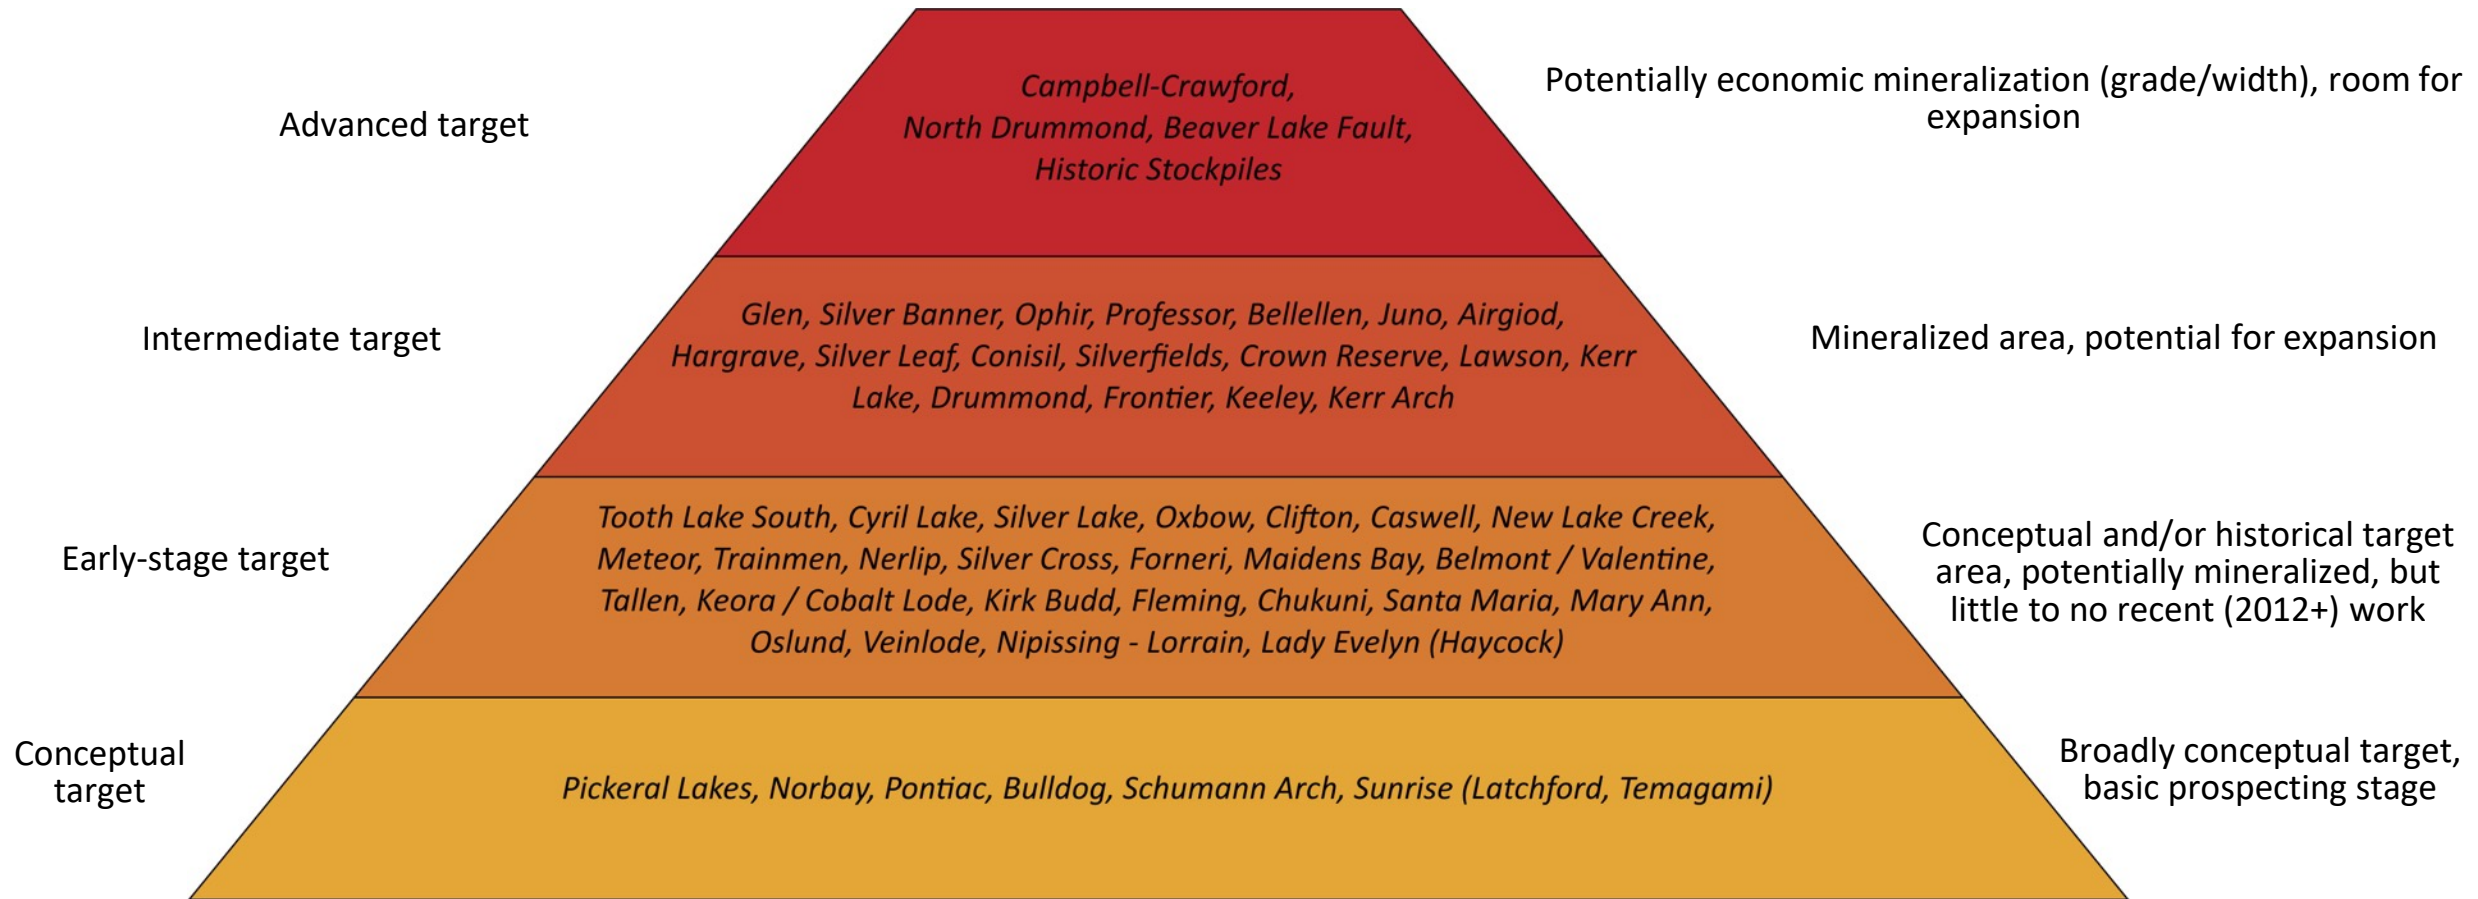 Advanced target
Campbell-Crawford,
North Drummond, Beaver Lake Fault,
Historic Stockpiles
Potentially economic mineralization (grade/width), room for
expansion
Intermediate target
Glen, Silver Banner, Ophir, Professor, Bellellen, Juno, Airgiod,
Hargrave, Silver Leaf, Conisil, Silverfields, Crown Reserve, Lawson, Kerr
Lake, Drummond, Frontier, Keeley, Kerr Arch
Mineralized area, potential for expansion
Early-stage target
Tooth Lake South, Cyril Lake, Silver Lake, Oxbow, Clifton, Caswell, New Lake Creek,
Meteor, Trainmen, Nerlip, Silver Cross, Forneri, Maidens Bay, Belmont / Valentine,
Tallen, Keora / Cobalt Lode, Kirk Budd, Fleming, Chukuni, Santa Maria, Mary Ann,
Oslund, Veinlode, Nipissing - Lorrain, Lady Evelyn (Haycock)
Conceptual and/or historical target
area, potentially mineralized, but
little to no recent (2012+) work
Conceptual
target
Pickeral Lakes, Norbay, Pontiac, Bulldog, Schumann Arch, Sunrise (Latchford, Temagami)
Broadly conceptual target,
basic prospecting stage